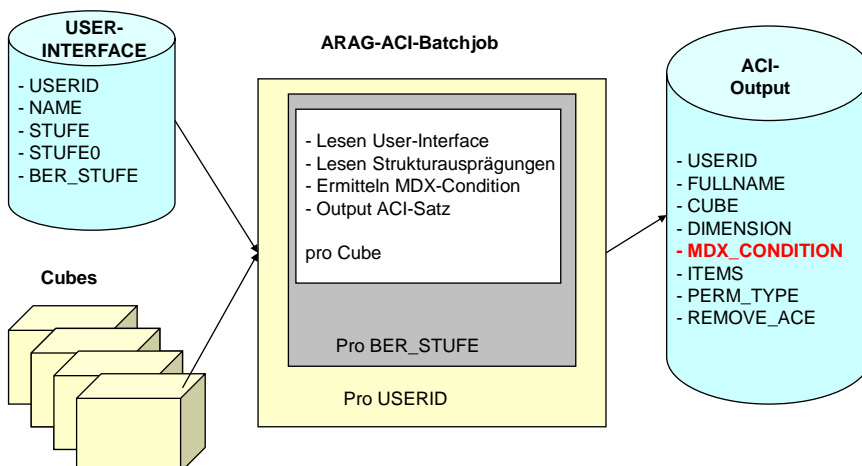 USER-
INTERFACE
- USERID
- NAME
- STUFE
- STUFE0
- BER_STUFE
Cubes
ARAG-ACI-Batchjob
- Lesen User-Interface
- Lesen Strukturausprägungen
- Ermitteln MDX-Condition
- Output ACI-Satz
pro Cube
Pro BER_STUFE
Pro USERID
ACI-
Output
- USERID
- FULLNAME
- CUBE
- DIMENSION
- MDX_CONDITION
- ITEMS
- PERM_TYPE
- REMOVE_ACE